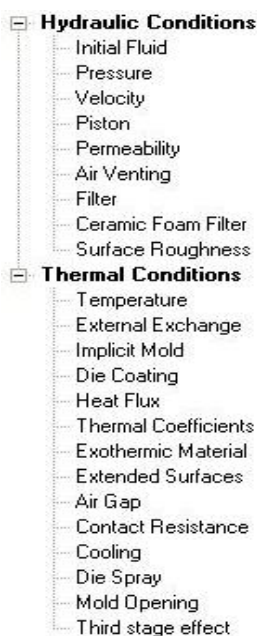 Hydraulic Conditions
Initial Fluid
Pressure
Velocity
Piston
Permeability
Air Venting
Filter
Ceramic Foam Filter
Surface Roughness
Thermal Conditions
Temperature
External Exchange
Implicit Mold
Die Coating
Heat Flux
Thermal Coefficients
Exothermic Material
Extended Surfaces
Air Gap
Contact Resistance
Cooling
Die Spray
Mold Opening
Third stage effect